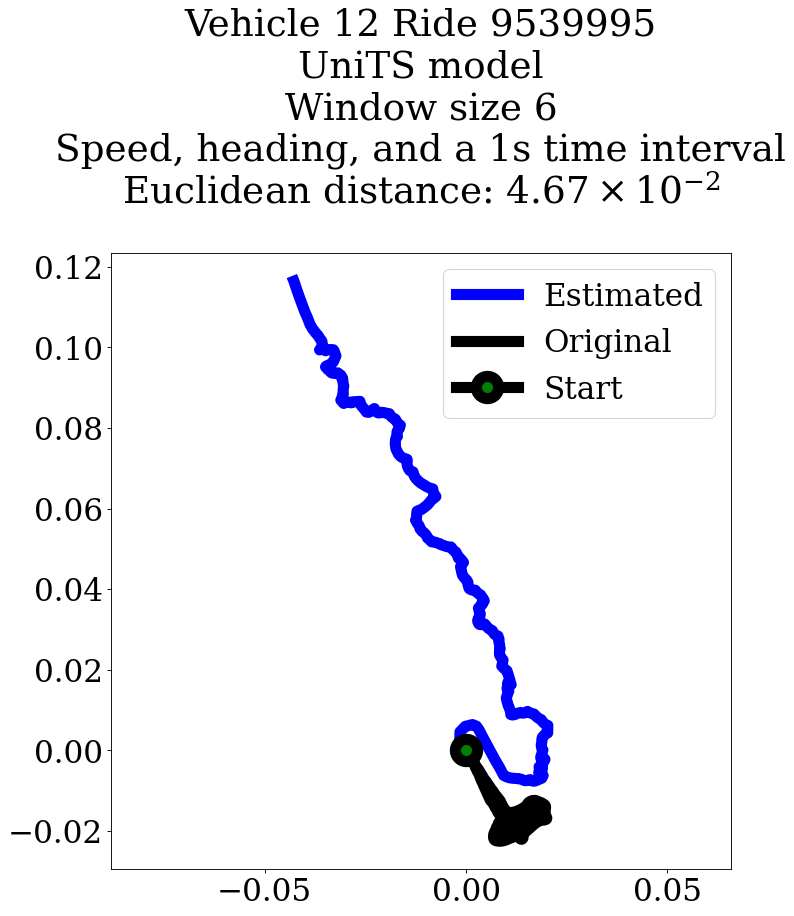 Vehicle 12 Ride 9539995
UniTS model
Window size 6
Speed, heading, and a 1s time interval
Euclidean distance: 4.67 × 10⁻²
0.12
0.10
0.08
0.06
0.04
0.02
0.00
−0.02
Estimated
Original
Start
−0.05
0.00
0.05